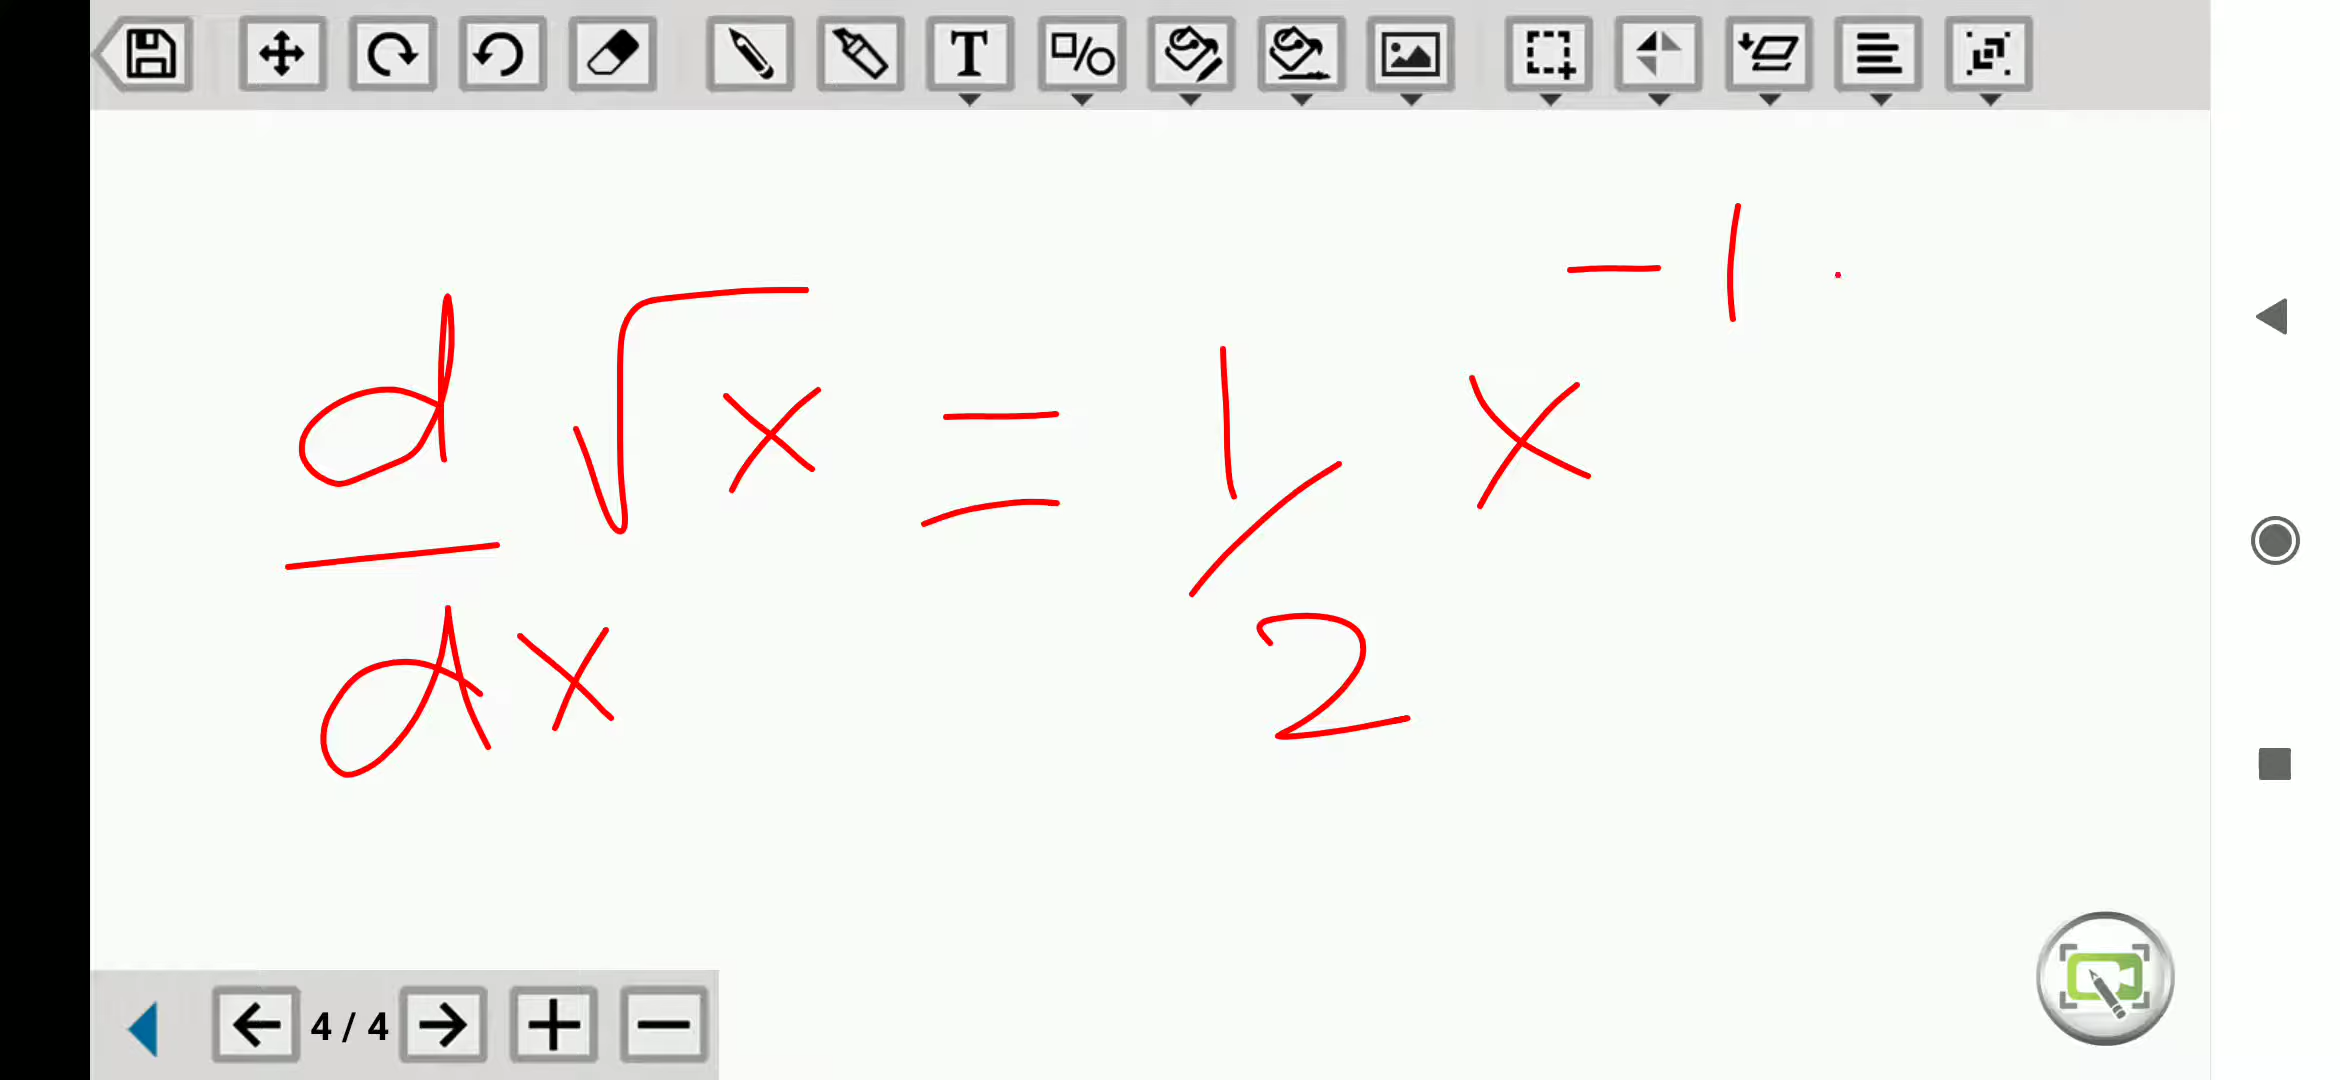 T
d/dx √x = 1/2 x^-1.
4 / 4